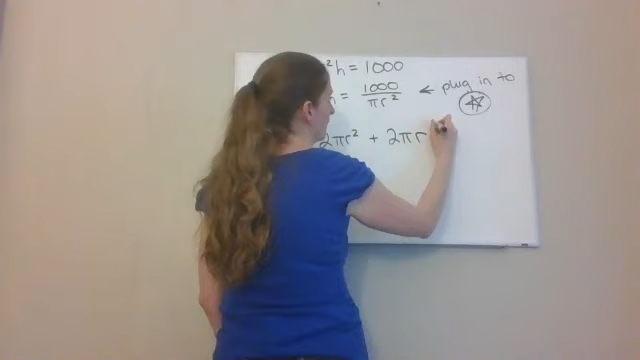 ²h = 1000
= 1000/πr² ← plug in to
2πr² + 2πr